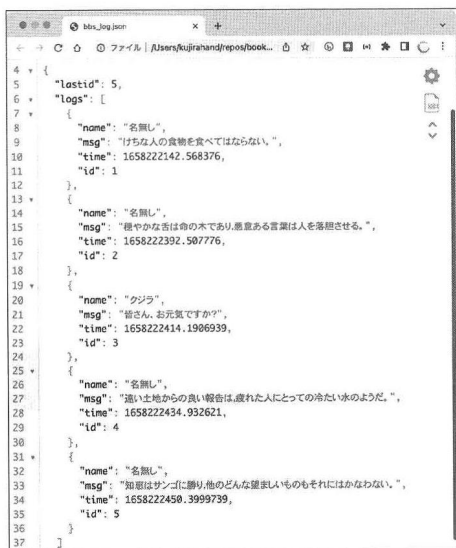 bbs_log.json × +
ファイル | /Users/kujirahand/repos/book...
4 {
5 "lastid": 5,
6 "logs": [
7 {
8 "name": "名無し",
9 "msg": "けちな人の食物を食べてはならない。",
10 "time": 1658222142.568376,
11 "id": 1
12 },
13 {
14 "name": "名無し",
15 "msg": "穏やかな舌は命の木であり,悪意ある言葉は人を落胆させる。",
16 "time": 1658222392.507776,
17 "id": 2
18 },
19 {
20 "name": "クジラ",
21 "msg": "皆さん、お元気ですか?",
22 "time": 1658222414.1906939,
23 "id": 3
24 },
25 {
26 "name": "名無し",
27 "msg": "遠い土地からの良い報告は,疲れた人にとっての冷たい水のようだ。",
28 "time": 1658222434.932621,
29 "id": 4
30 },
31 {
32 "name": "名無し",
33 "msg": "知恵はサンゴに勝り,他のどんな望ましいものもそれにはかなわない。",
34 "time": 1658222450.3999739,
35 "id": 5
36 }
37 ]